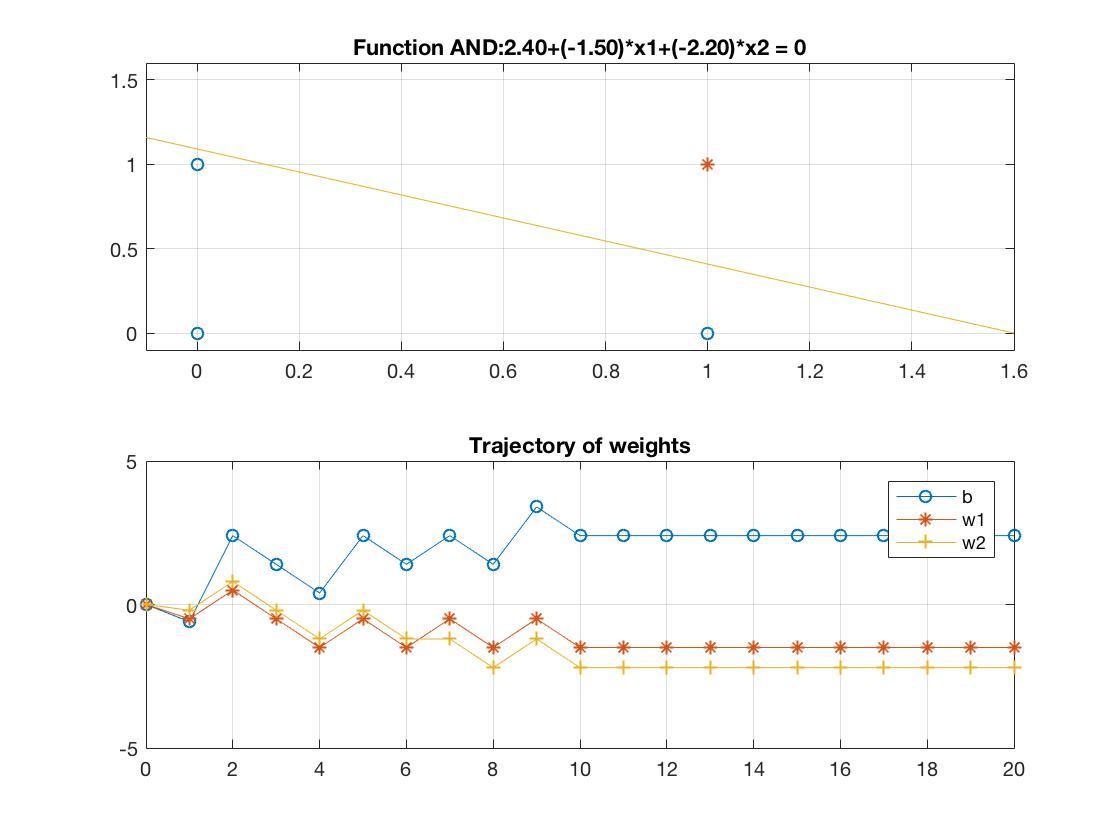 Function AND:2.40+(-1.50)*x1+(-2.20)*x2 = 0
1.5
1
0.5
0
0 0.2 0.4 0.6 0.8 1 1.2 1.4 1.6
Trajectory of weights
5
0
-5
b
w1
w2
0 2 4 6 8 10 12 14 16 18 20